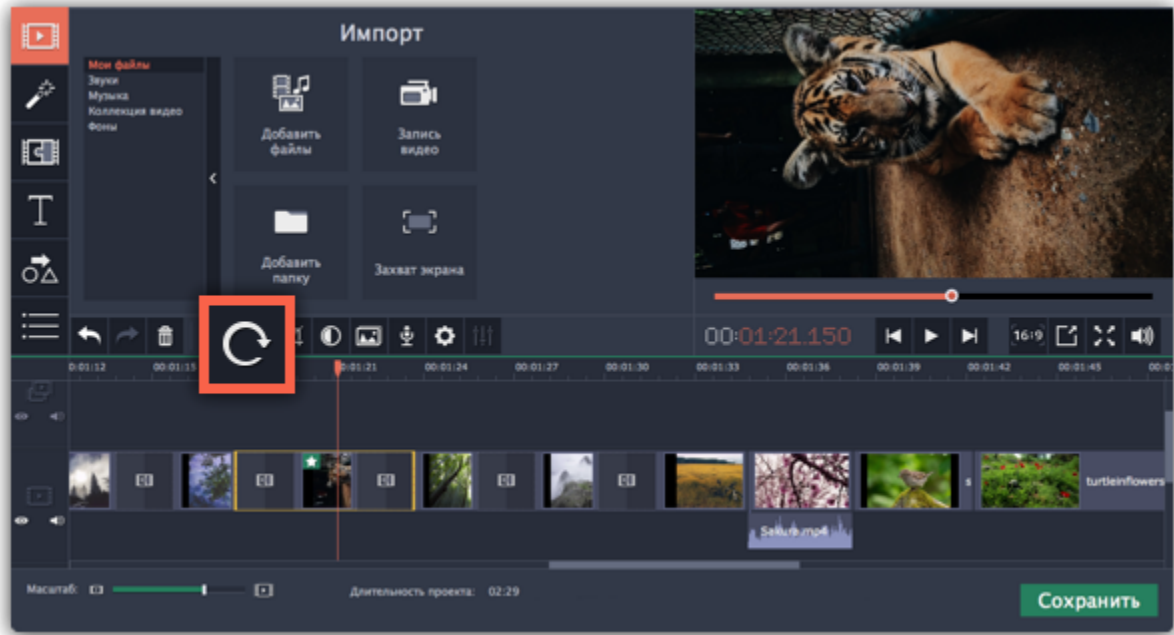 Импорт
Мои файлы
Звуки
Музыка
Коллекция видео
Фоны
Добавить
файлы
Запись
видео
Добавить
папку
Захват экрана
T
00:01:21.150
16:9
0:01:12
00:01:15
0:01:21
00:01:24
00:01:27
00:01:30
00:01:33
00:01:36
00:01:39
00:01:42
00:01:45
00:0
s
turtleinflowers
Sakura.mp4
Масштаб:
Длительность проекта: 02:29
Сохранить